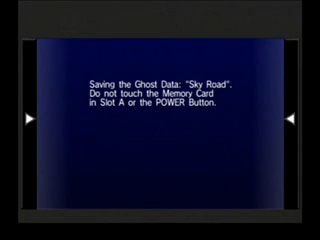 Saving the Ghost Data: "Sky Road".
Do not touch the Memory Card
in Slot A or the POWER Button.